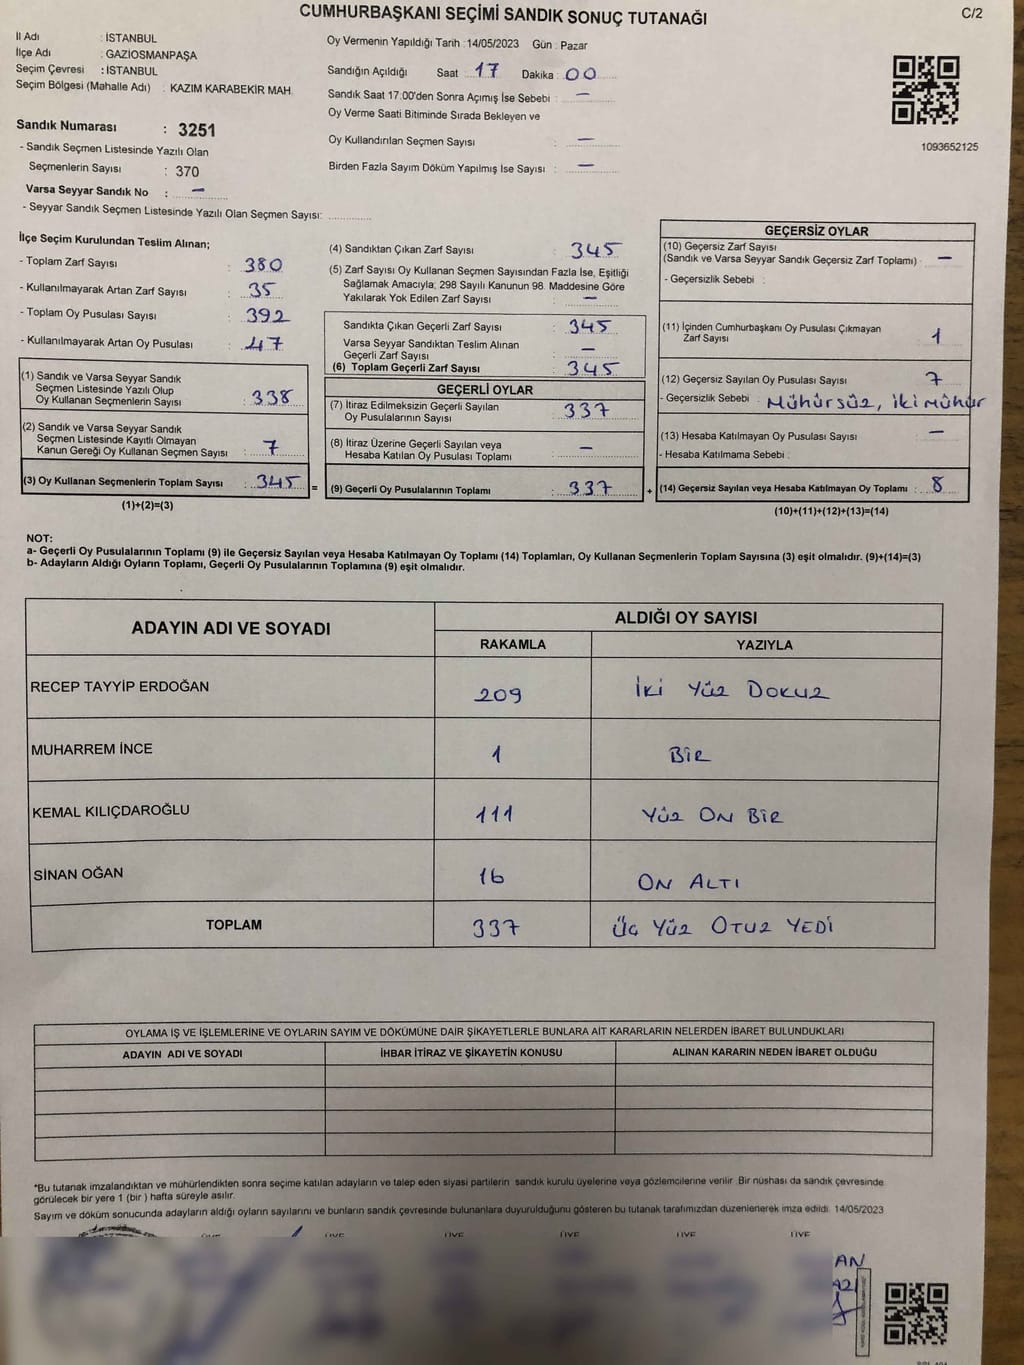 CUMHURBAŞKANI SEÇİMİ SANDIK SONUÇ TUTANAĞI
C/2
İl Adı : İSTANBUL
İlçe Adı : GAZİOSMANPAŞA
Seçim Çevresi : İSTANBUL
Seçim Bölgesi (Mahalle Adı) : KAZIM KARABEKİR MAH.
Sandık Numarası : 3251
- Sandık Seçmen Listesinde Yazılı Olan
Seçmenlerin Sayısı : 370
Varsa Seyyar Sandık No : –
- Seyyar Sandık Seçmen Listesinde Yazılı Olan Seçmen Sayısı:
Oy Vermenin Yapıldığı Tarih : 14/05/2023 Gün : Pazar
Sandığın Açıldığı Saat : 17 Dakika : 00
Sandık Saat 17.00'den Sonra Açımış İse Sebebi : –
Oy Verme Saati Bitiminde Sırada Bekleyen ve
Oy Kullandırılan Seçmen Sayısı : –
Birden Fazla Sayım Döküm Yapılmış İse Sayısı : –
1093652125
İlçe Seçim Kurulundan Teslim Alınan;
- Toplam Zarf Sayısı : 380
- Kullanılmayarak Artan Zarf Sayısı : 35
- Toplam Oy Pusulası Sayısı : 392
- Kullanılmayarak Artan Oy Pusulası : 47
(1) Sandık ve Varsa Seyyar Sandık
Seçmen Listesinde Yazılı Olup
Oy Kullanan Seçmenlerin Sayısı : 338
(2) Sandık ve Varsa Seyyar Sandık
Seçmen Listesinde Kayıtlı Olmayan
Kanun Gereği Oy Kullanan Seçmen Sayısı : 7
(3) Oy Kullanan Seçmenlerin Toplam Sayısı : 345
(1)+(2)=(3)
(4) Sandıktan Çıkan Zarf Sayısı : 345
(5) Zarf Sayısı Oy Kullanan Seçmen Sayısından Fazla İse, Eşitliği
Sağlamak Amacıyla; 298 Sayılı Kanunun 98. Maddesine Göre
Yakılarak Yok Edilen Zarf Sayısı : –
Sandıkta Çıkan Geçerli Zarf Sayısı : 345
Varsa Seyyar Sandıktan Teslim Alınan
Geçerli Zarf Sayısı : –
(6) Toplam Geçerli Zarf Sayısı : 345
GEÇERLİ OYLAR
(7) İtiraz Edilmeksizin Geçerli Sayılan
Oy Pusulalarının Sayısı : 337
(8) İtiraz Üzerine Geçerli Sayılan veya
Hesaba Katılan Oy Pusulası Toplamı : –
= (9) Geçerli Oy Pusulalarının Toplamı : 337
GEÇERSİZ OYLAR
(10) Geçersiz Zarf Sayısı
(Sandık ve Varsa Seyyar Sandık Geçersiz Zarf Toplamı) : –
- Geçersizlik Sebebi :
(11) İçinden Cumhurbaşkanı Oy Pusulası Çıkmayan
Zarf Sayısı : 1
(12) Geçersiz Sayılan Oy Pusulası Sayısı : 7
- Geçersizlik Sebebi : Mühürsüz, iki mühür
(13) Hesaba Katılmayan Oy Pusulası Sayısı : –
- Hesaba Katılmama Sebebi :
+ (14) Geçersiz Sayılan veya Hesaba Katılmayan Oy Toplamı : 8
(10)+(11)+(12)+(13)=(14)
NOT:
a- Geçerli Oy Pusulalarının Toplamı (9) ile Geçersiz Sayılan veya Hesaba Katılmayan Oy Toplamı (14) Toplamları, Oy Kullanan Seçmenlerin Toplam Sayısına (3) eşit olmalıdır. (9)+(14)=(3)
b- Adayların Aldığı Oyların Toplamı, Geçerli Oy Pusulalarının Toplamına (9) eşit olmalıdır.
ADAYIN ADI VE SOYADI ALDIĞI OY SAYISI
RAKAMLA YAZIYLA
RECEP TAYYİP ERDOĞAN 209 İki Yüz Dokuz
MUHARREM İNCE 1 BİR
KEMAL KILIÇDAROĞLU 111 Yüz On Bir
SİNAN OĞAN 16 ON ALTI
TOPLAM 337 Üç Yüz Otuz YEDİ
OYLAMA İŞ VE İŞLEMLERİNE VE OYLARIN SAYIM VE DÖKÜMÜNE DAİR ŞİKAYETLERLE BUNLARA AİT KARARLARIN NELERDEN İBARET BULUNDUKLARI
ADAYIN ADI VE SOYADI İHBAR İTİRAZ VE ŞİKAYETİN KONUSU ALINAN KARARIN NEDEN İBARET OLDUĞU
*Bu tutanak imzalandıktan ve mühürlendikten sonra seçime katılan adayların ve talep eden siyasi partilerin sandık kurulu üyelerine veya gözlemcilerine verilir. Bir nüshası da sandık çevresinde
görülecek bir yere 1 (bir ) hafta süreyle asılır.
Sayım ve döküm sonucunda adayların aldığı oyların sayılarını ve bunların sandık çevresinde bulunanlara duyurulduğunu gösteren bu tutanak tarafımızdan düzenlenerek imza edildi. 14/05/2023
ÜYE ÜYE ÜYE ÜYE ÜYE ÜYE
AN